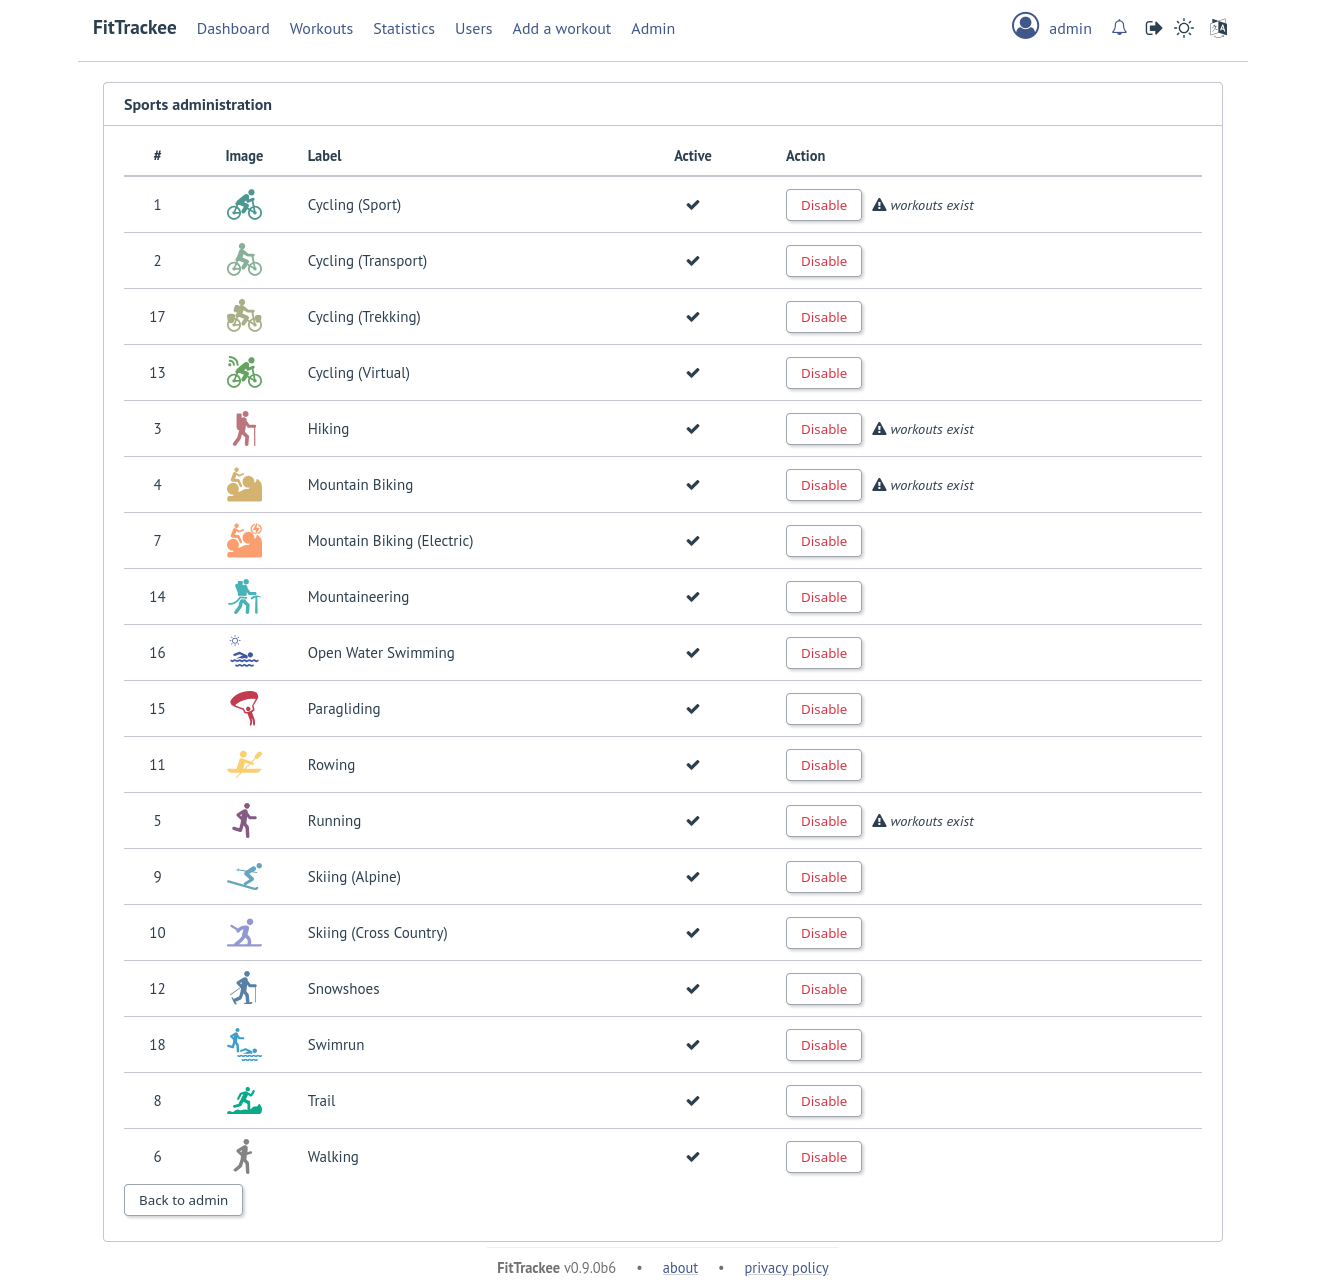 FitTrackee Dashboard Workouts Statistics Users Add a workout Admin admin
Sports administration
# Image Label Active Action
1 Cycling (Sport) Disable workouts exist
2 Cycling (Transport) Disable
17 Cycling (Trekking) Disable
13 Cycling (Virtual) Disable
3 Hiking Disable workouts exist
4 Mountain Biking Disable workouts exist
7 Mountain Biking (Electric) Disable
14 Mountaineering Disable
16 Open Water Swimming Disable
15 Paragliding Disable
11 Rowing Disable
5 Running Disable workouts exist
9 Skiing (Alpine) Disable
10 Skiing (Cross Country) Disable
12 Snowshoes Disable
18 Swimrun Disable
8 Trail Disable
6 Walking Disable
Back to admin
FitTrackee v0.9.0b6 • about • privacy policy